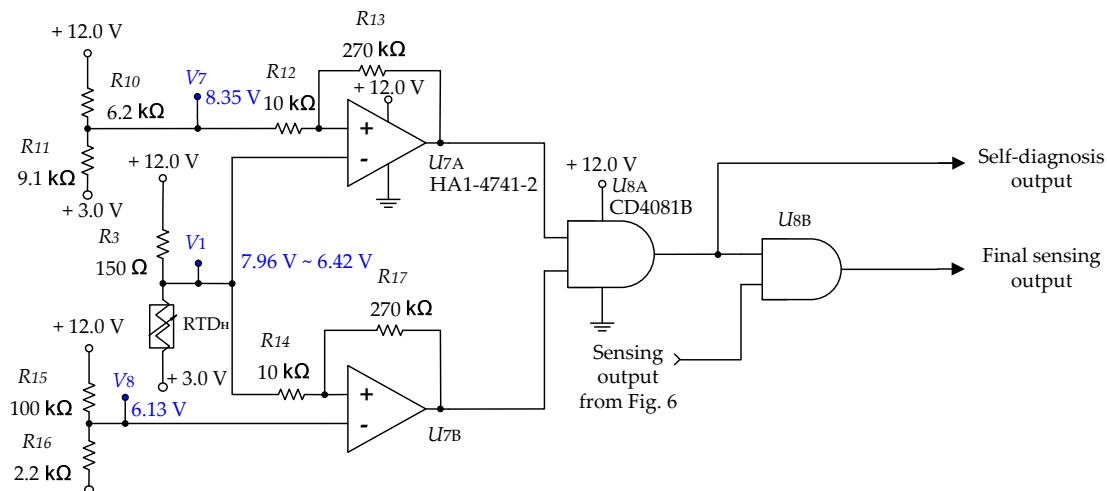 R13
+ 12.0 V
270 kΩ
R10
V7
R12
+ 12.0 V
8.35 V
6.2 kΩ
10 kΩ
+
R11
-
U7A
+ 12.0 V
9.1 kΩ
HA1-4741-2
+ 12.0 V
Self-diagnosis
output
+ 3.0 V
U8A
CD4081B
U8B
R3
V1
150 Ω
7.96 V ~ 6.42 V
Final sensing
output
R17
270 kΩ
RTDH
+ 12.0 V
R14
Sensing
output
from Fig. 6
10 kΩ
+ 3.0 V
R15
V8
+
100 kΩ
6.13 V
-
U7B
R16
2.2 kΩ